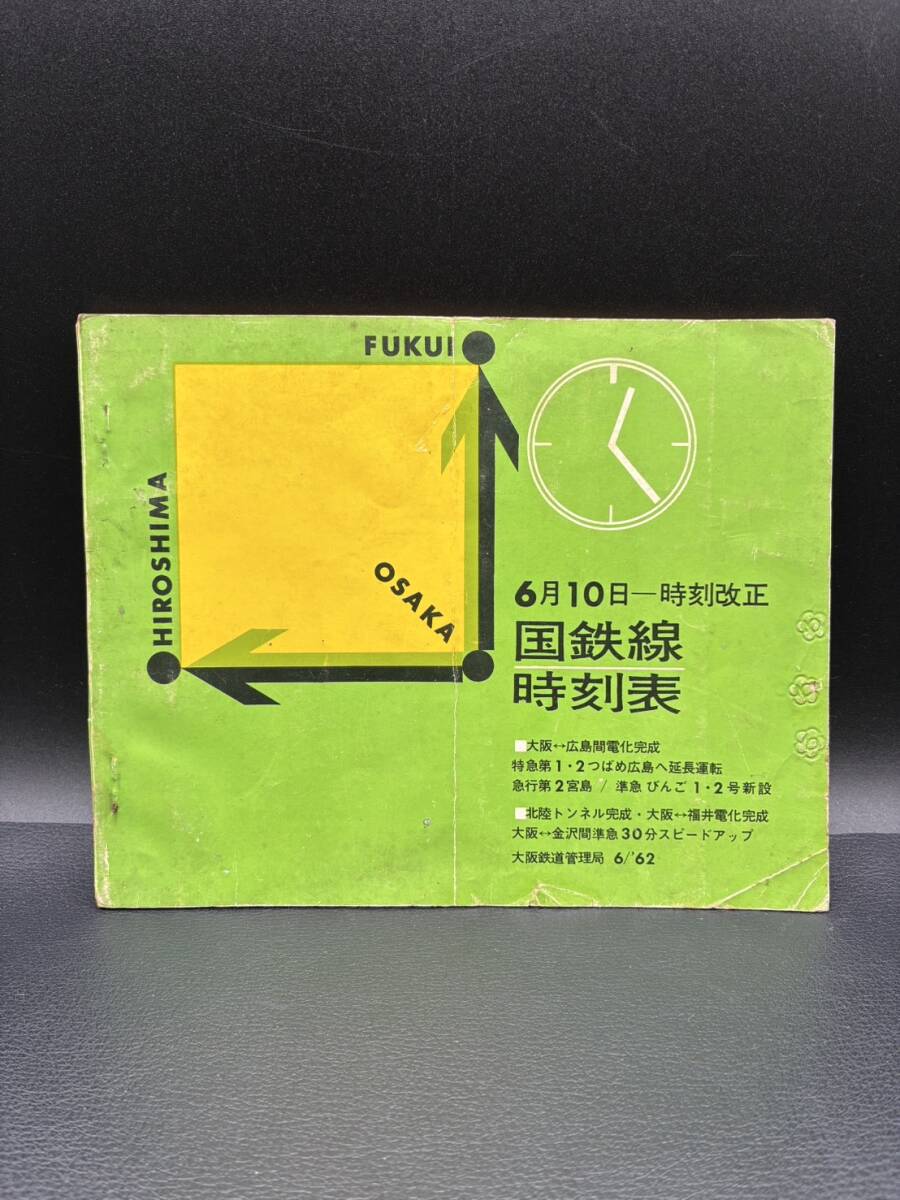 FUKUI
HIROSHIMA
OSAKA
6月10日―時刻改正
国鉄線
時刻表
■大阪↔広島間電化完成
特急第1・2つばめ広島へ延長運転
急行第2宮島 / 準急 びんご 1・2号新設
■北陸トンネル完成・大阪↔福井電化完成
大阪↔金沢間準急30分スピードアップ
大阪鉄道管理局 6/'62